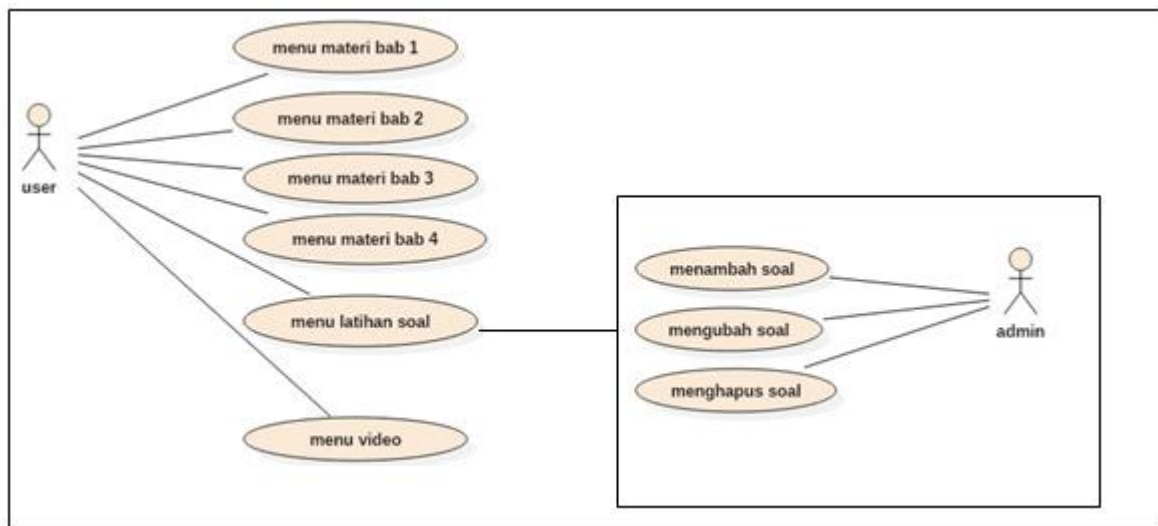 menu materi bab 1
menu materi bab 2
menu materi bab 3
user
menu materi bab 4
menambah soal
menu latihan soal
mengubah soal
admin
menghapus soal
menu video